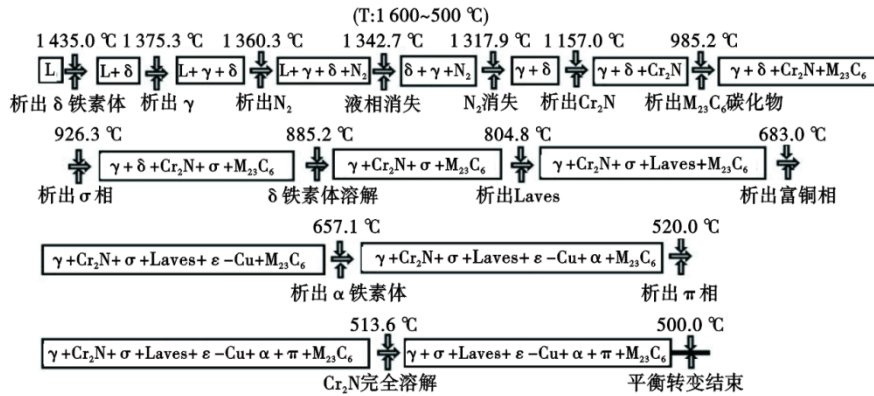 (T:1 600~500 ℃)
1 435.0 ℃ 1 375.3 ℃ 1 360.3 ℃ 1 342.7 ℃ 1 317.9 ℃ 1 157.0 ℃ 985.2 ℃
L L+δ L+γ+δ L+γ+δ+N₂ δ+γ+N₂ γ+δ γ+δ+Cr₂N γ+δ+Cr₂N+M₂₃C₆
析出δ铁素体 析出γ 析出N₂ 液相消失 N₂消失 析出Cr₂N 析出M₂₃C₆碳化物
926.3 ℃ 885.2 ℃ 804.8 ℃ 683.0 ℃
γ+δ+Cr₂N+σ+M₂₃C₆ γ+Cr₂N+σ+M₂₃C₆ γ+Cr₂N+σ+Laves+M₂₃C₆
析出σ相 δ铁素体溶解 析出Laves 析出富铜相
657.1 ℃ 520.0 ℃
γ+Cr₂N+σ+Laves+ε-Cu+M₂₃C₆ γ+Cr₂N+σ+Laves+ε-Cu+α+M₂₃C₆
析出α铁素体 析出π相
513.6 ℃ 500.0 ℃
γ+Cr₂N+σ+Laves+ε-Cu+α+π+M₂₃C₆ γ+σ+Laves+ε-Cu+α+π+M₂₃C₆
Cr₂N完全溶解 平衡转变结束